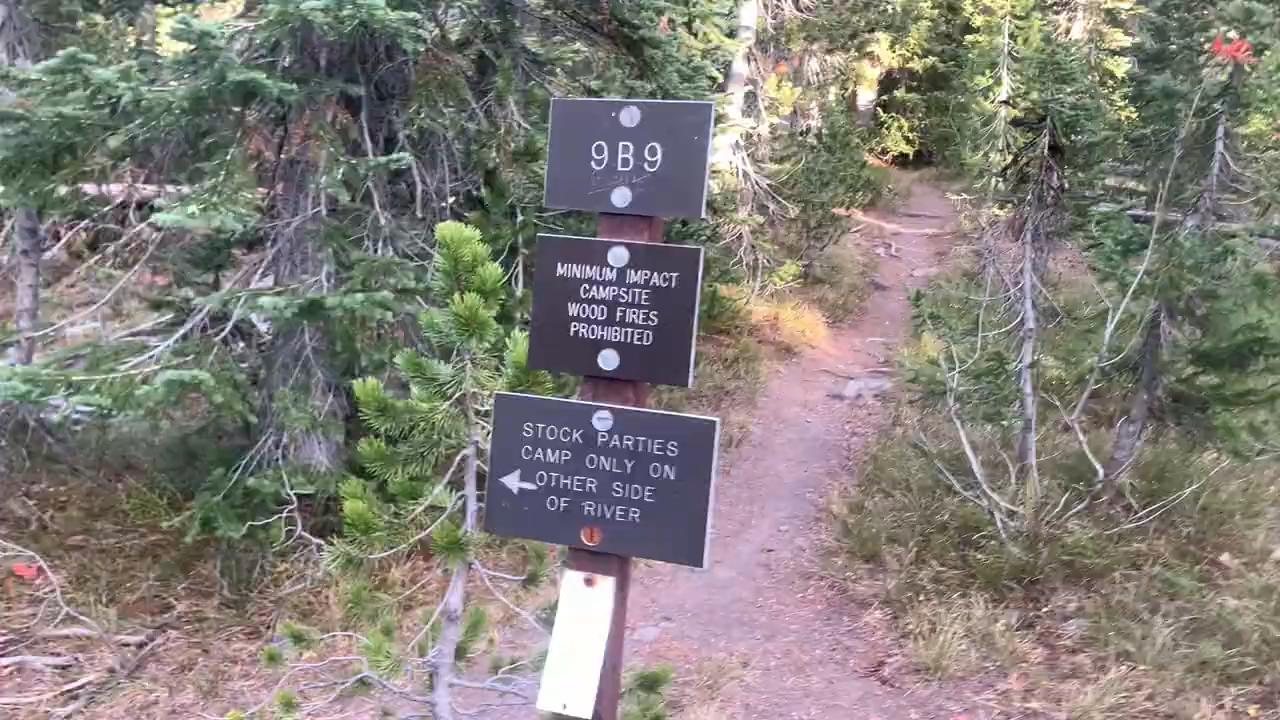 9B9
MINIMUM IMPACT
CAMPSITE
WOOD FIRES
PROHIBITED
STOCK PARTIES
CAMP ONLY ON
OTHER SIDE
OF RIVER